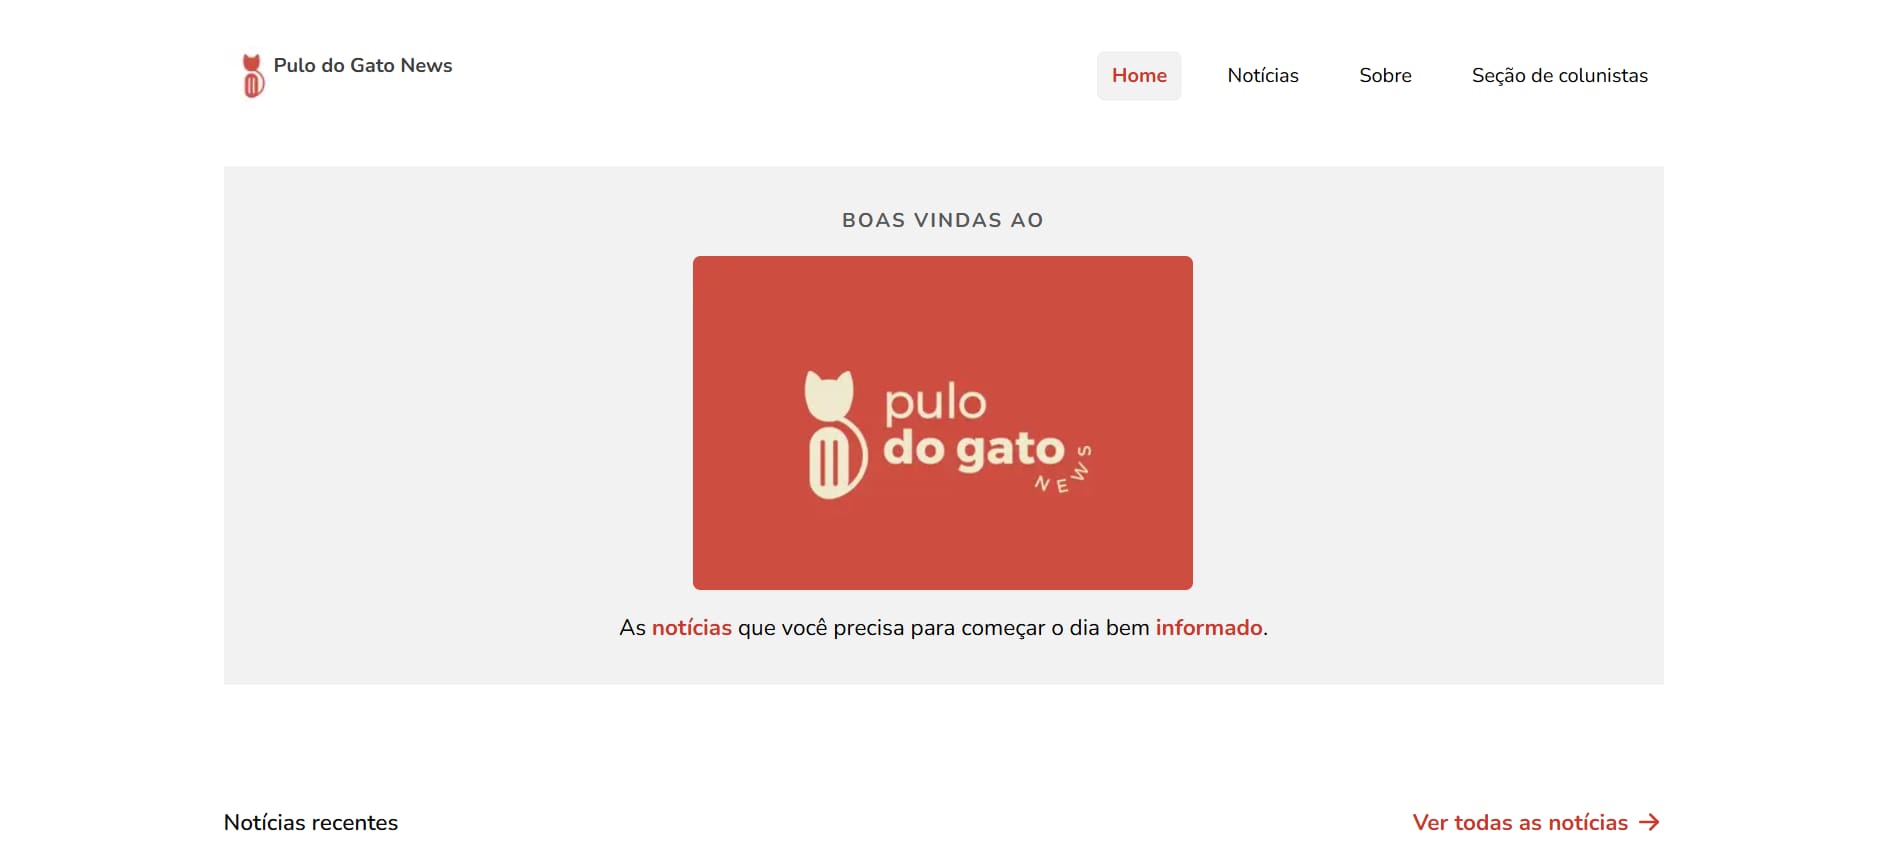 Pulo do Gato News
Home
Notícias
Sobre
Seção de colunistas
BOAS VINDAS AO
pulo
do gato
NEWS
As notícias que você precisa para começar o dia bem informado.
Notícias recentes
Ver todas as notícias →